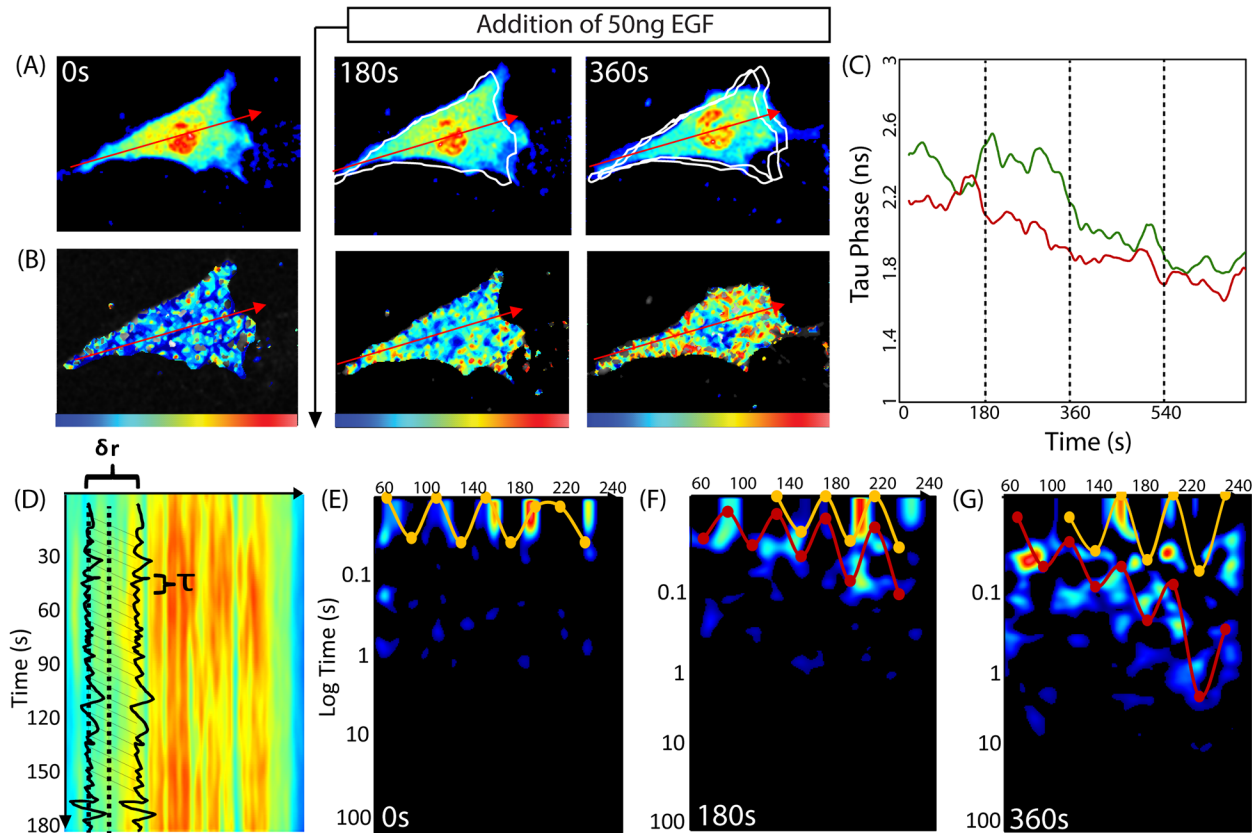 Addition of 50ng EGF
(A)
0s
180s
360s
(B)
(C)
Tau Phase (ns)
3
2.6
2.2
1.8
1.4
1
0
180
360
540
Time (s)
(D)
δr
τ
Time (s)
30
60
90
120
150
180
(E)
60 100 140 180 220 240
Log Time (s)
0.1
1
10
100
0s
(F)
60 100 140 180 220 240
0.1
1
10
100
180s
(G)
60 100 140 180 220 240
0.1
1
10
100
360s